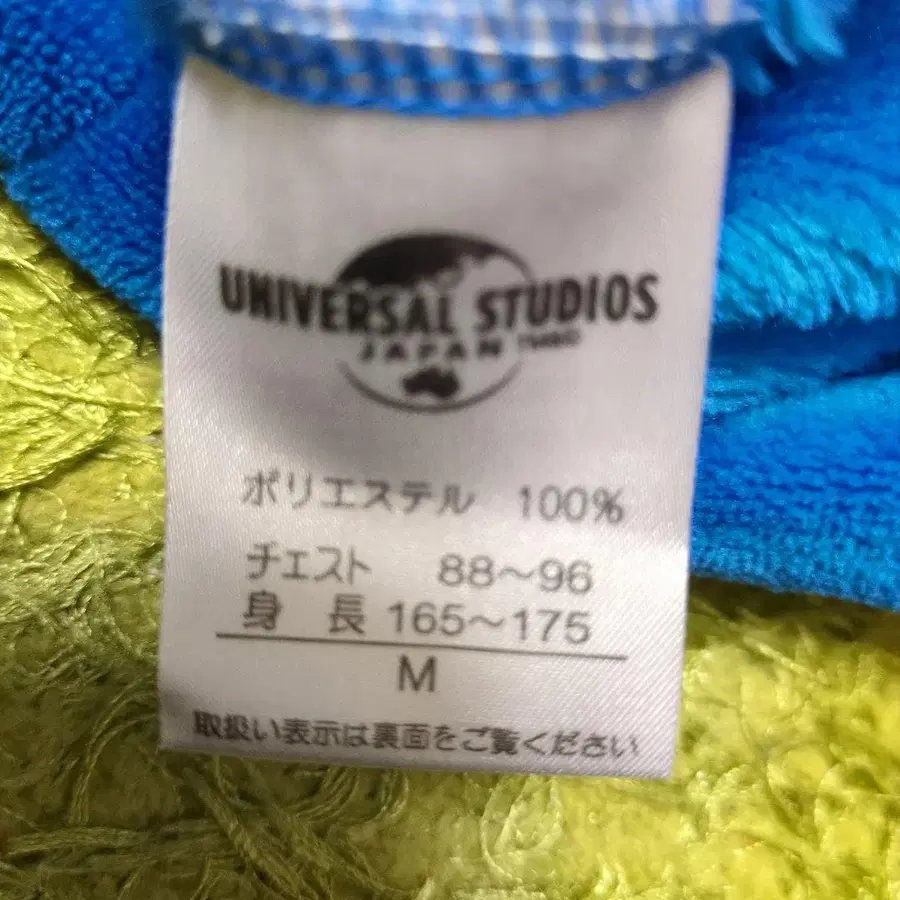 UNIVERSAL STUDIOS
JAPAN
ポリエステル 100%
チェスト 88～96
身長 165～175
M
取扱い表示は裏面をご覧ください